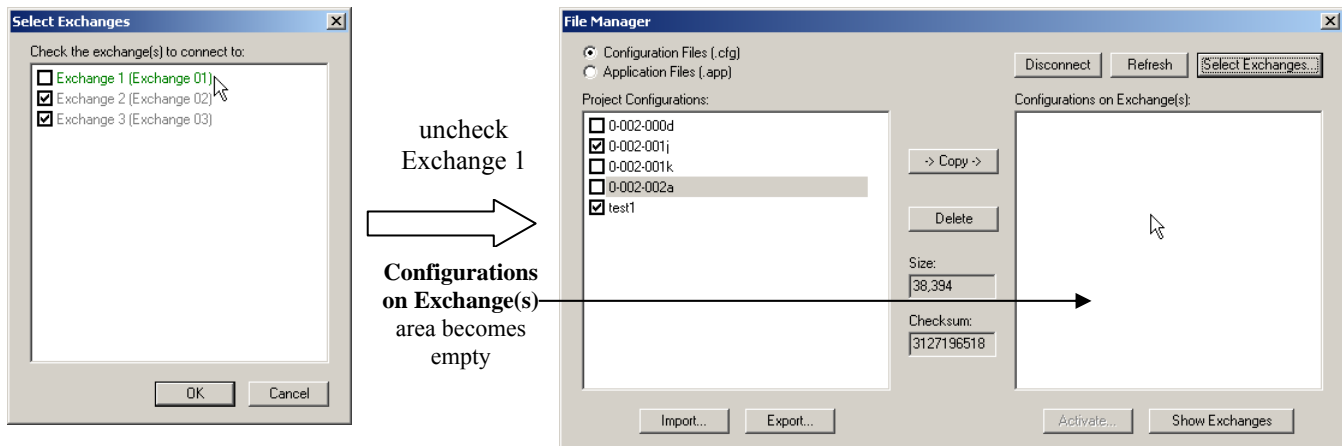 Select Exchanges
Check the exchange(s) to connect to:
Exchange 1 (Exchange 01)
Exchange 2 (Exchange 02)
Exchange 3 (Exchange 03)
OK
Cancel
uncheck
Exchange 1
Configurations
on Exchange(s)
area becomes
empty
File Manager
Configuration Files (.cfg)
Application Files (.app)
Disconnect
Refresh
Select Exchanges...
Project Configurations:
Configurations on Exchange(s):
0-002-000d
0-002-001j
0-002-001k
0-002-002a
test1
-> Copy ->
Delete
Size:
38,394
Checksum:
3127196518
Import...
Export...
Activate...
Show Exchanges